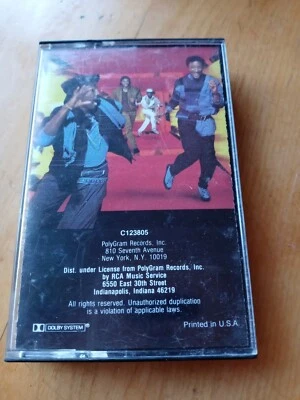 C123805
PolyGram Records, Inc.
810 Seventh Avenue
New York, N.Y. 10019
Dist. under License from PolyGram Records, Inc.
by RCA Music Service
6550 East 30th Street
Indianapolis, Indiana 46219
All rights reserved. Unauthorized duplication
is a violation of applicable laws.
DOLBY SYSTEM
Printed in U.S.A.